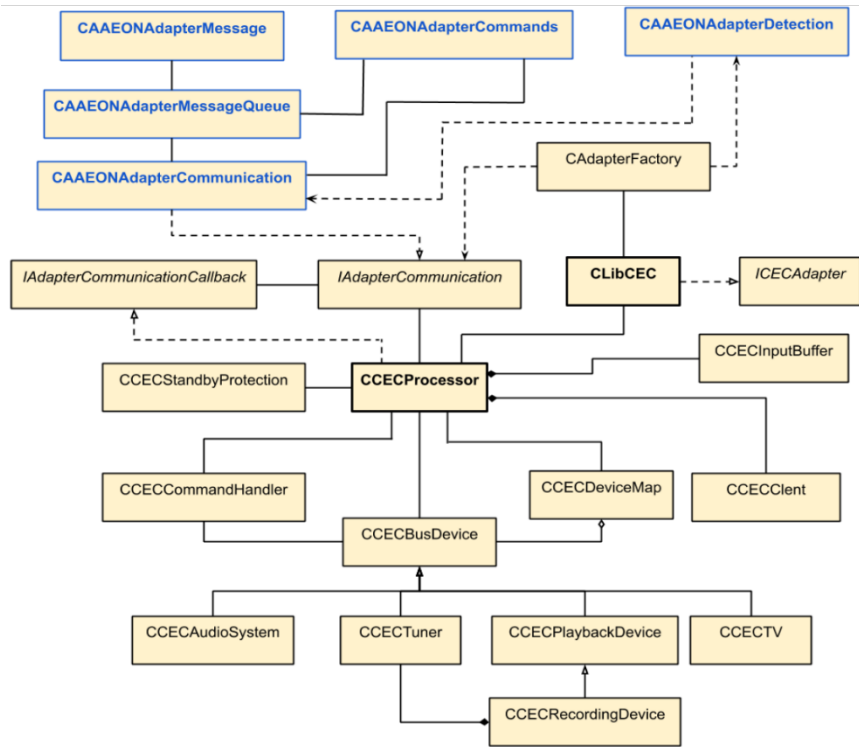 CAAEONAdapterMessage
CAAEONAdapterCommands
CAAEONAdapterDetection
CAAEONAdapterMessageQueue
CAAEONAdapterCommunication
CAdapterFactory
IAdapterCommunicationCallback
IAdapterCommunication
CLibCEC
ICECAdapter
CCECStandbyProtection
CCECProcessor
CCECInputBuffer
CCECCommandHandler
CCECDeviceMap
CCECClent
CCECBusDevice
CCECAudioSystem
CCECTuner
CCECPlaybackDevice
CCECTV
CCECRecordingDevice